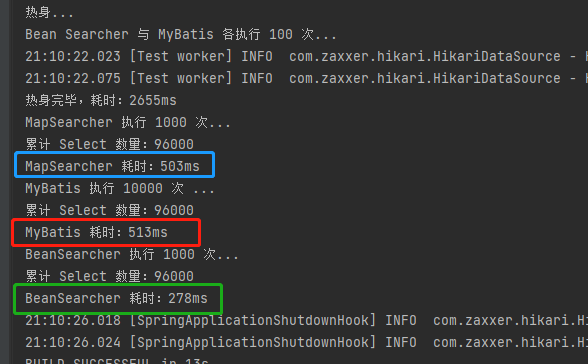 热身...
Bean Searcher 与 MyBatis 各执行 100 次...
21:10:22.023 [Test worker] INFO  com.zaxxer.hikari.HikariDataSource -
21:10:22.075 [Test worker] INFO  com.zaxxer.hikari.HikariDataSource -
热身完毕，耗时：2655ms
MapSearcher 执行 1000 次...
累计 Select 数量：96000
MapSearcher 耗时：503ms
MyBatis 执行 10000 次 ...
累计 Select 数量：96000
MyBatis 耗时：513ms
BeanSearcher 执行 1000 次...
累计 Select 数量：96000
BeanSearcher 耗时：278ms
21:10:26.018 [SpringApplicationShutdownHook] INFO  com.zaxxer.hikari.Hi
21:10:26.024 [SpringApplicationShutdownHook] INFO  com.zaxxer.hikari.Hi
BUILD SUCCESSFUL in 13s